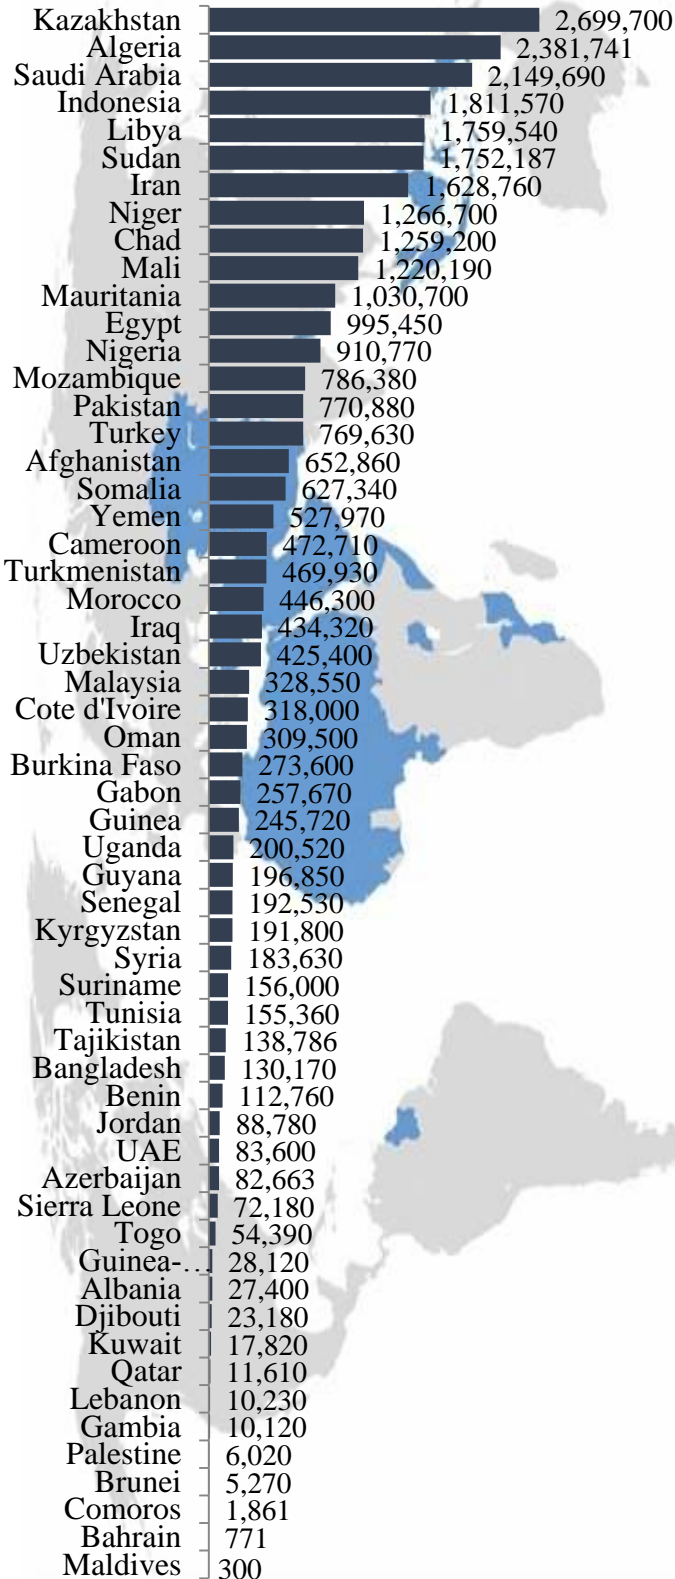 Kazakhstan 2,699,700
Algeria 2,381,741
Saudi Arabia 2,149,690
Indonesia 1,811,570
Libya 1,759,540
Sudan 1,752,187
Iran 1,628,760
Niger 1,266,700
Chad 1,259,200
Mali 1,220,190
Mauritania 1,030,700
Egypt 995,450
Nigeria 910,770
Mozambique 786,380
Pakistan 770,880
Turkey 769,630
Afghanistan 652,860
Somalia 627,340
Yemen 527,970
Cameroon 472,710
Turkmenistan 469,930
Morocco 446,300
Iraq 434,320
Uzbekistan 425,400
Malaysia 328,550
Cote d'Ivoire 318,000
Oman 309,500
Burkina Faso 273,600
Gabon 257,670
Guinea 245,720
Uganda 200,520
Guyana 196,850
Senegal 192,530
Kyrgyzstan 191,800
Syria 183,630
Suriname 156,000
Tunisia 155,360
Tajikistan 138,786
Bangladesh 130,170
Benin 112,760
Jordan 88,780
UAE 83,600
Azerbaijan 82,663
Sierra Leone 72,180
Togo 54,390
Guinea-… 28,120
Albania 27,400
Djibouti 23,180
Kuwait 17,820
Qatar 11,610
Lebanon 10,230
Gambia 10,120
Palestine 6,020
Brunei 5,270
Comoros 1,861
Bahrain 771
Maldives 300